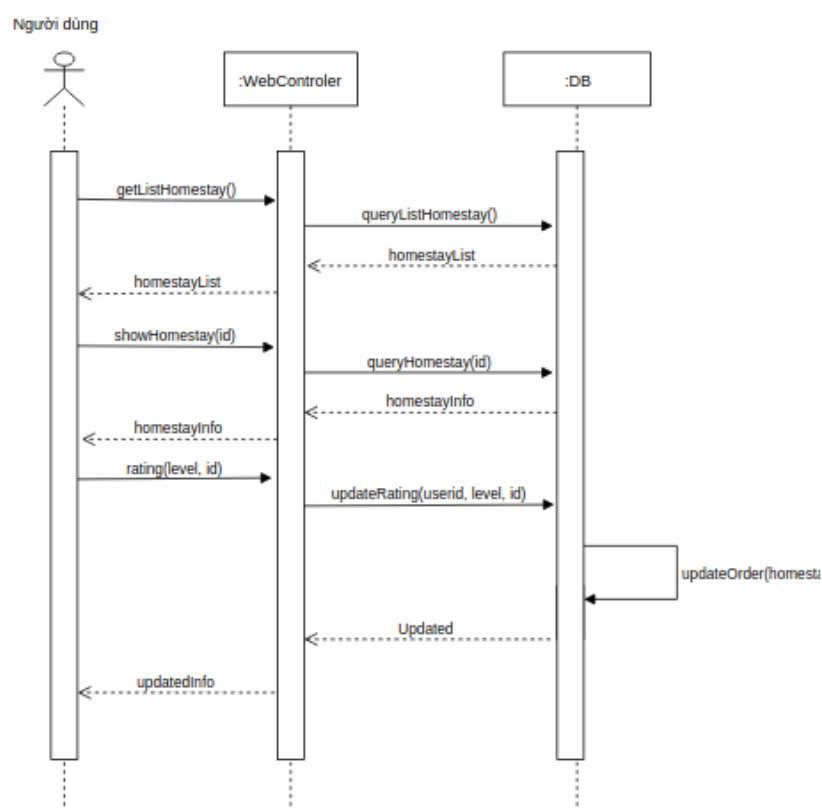 Người dùng
:WebControler
:DB
getListHomestay()
queryListHomestay()
homestayList
homestayList
showHomestay(id)
queryHomestay(id)
homestayInfo
homestayInfo
rating(level, id)
updateRating(userid, level, id)
updateOrder(homesta
Updated
updatedInfo